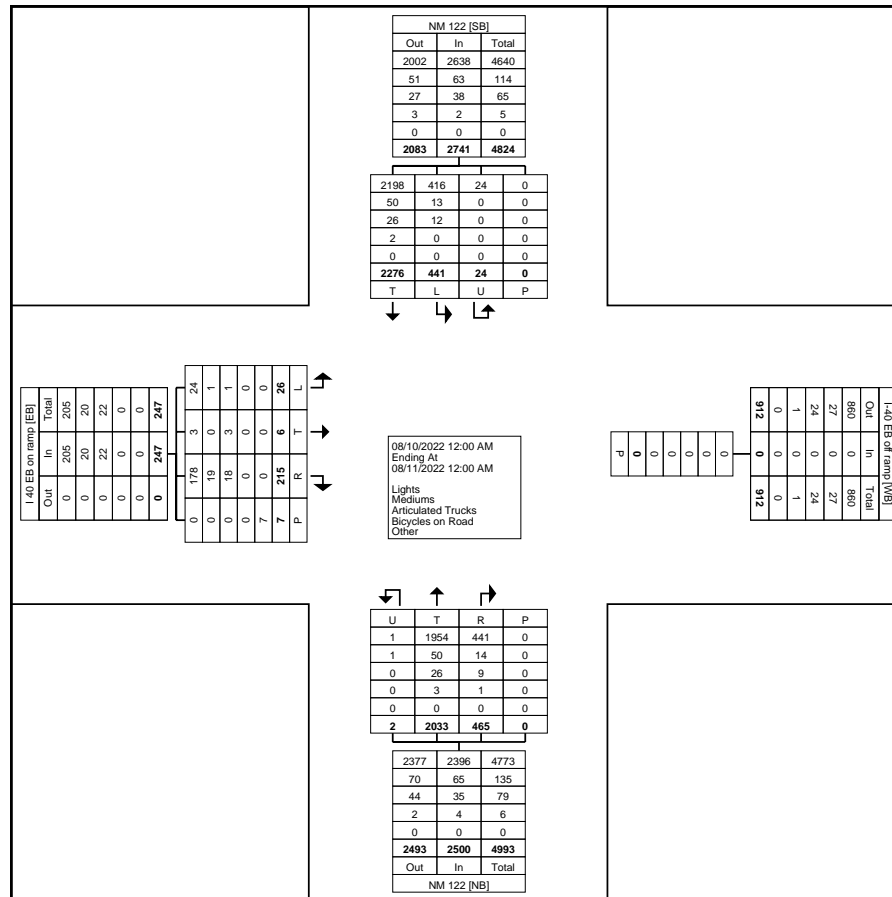 NM 122 [SB]
Out In Total
2002 2638 4640
51 63 114
27 38 65
3 2 5
0 0 0
2083 2741 4824
2198 416 24 0
50 13 0 0
26 12 0 0
2 0 0 0
0 0 0 0
2276 441 24 0
T L U P
I 40 EB on ramp [EB]
Total 205 20 22 0 0 247
In 205 20 22 0 0 247
Out 0 0 0 0 0 0
24 1 1 0 0 26 L
3 0 3 0 0 6 T
178 19 18 0 0 215 R
0 0 0 0 7 7 P
08/10/2022 12:00 AM
Ending At
08/11/2022 12:00 AM
Lights
Mediums
Articulated Trucks
Bicycles on Road
Other
I-40 EB off ramp [WB]
Out In Total
860 0 860
27 0 27
24 0 24
1 0 1
0 0 0
912 0 912
0
0
0
0
0
0
P
U T R P
1 1954 441 0
1 50 14 0
0 26 9 0
0 3 1 0
0 0 0 0
2 2033 465 0
2377 2396 4773
70 65 135
44 35 79
2 4 6
0 0 0
2493 2500 4993
Out In Total
NM 122 [NB]